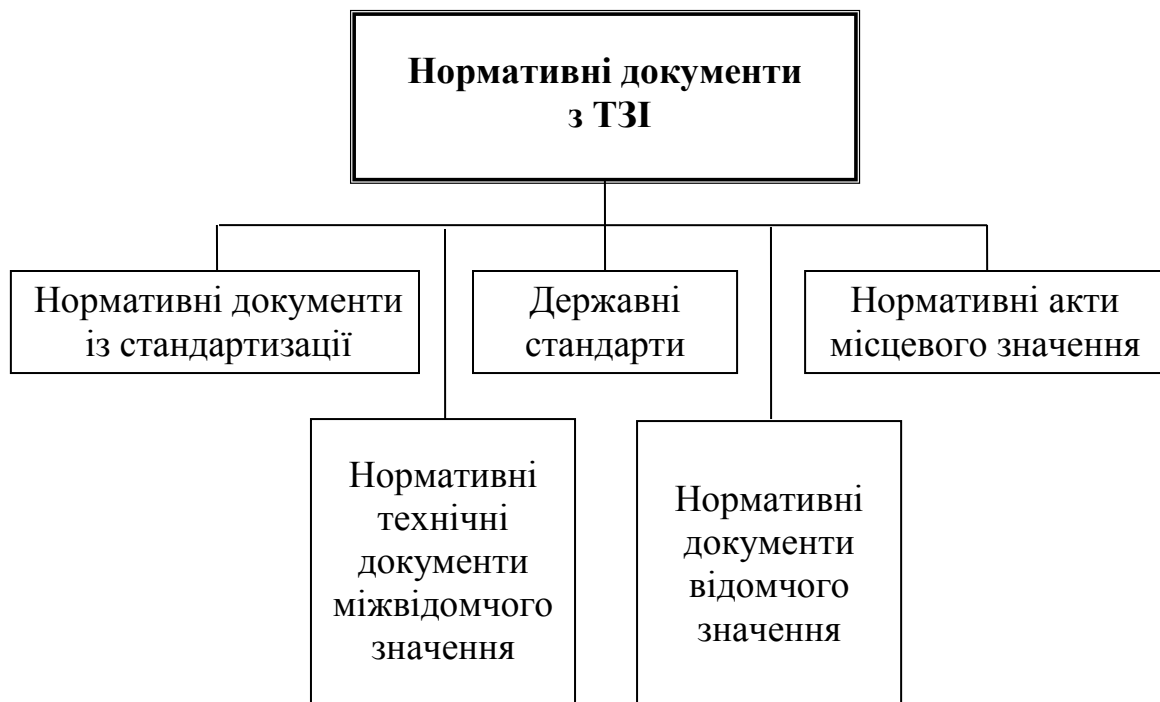 Нормативні документи
з ТЗІ
Нормативні документи
із стандартизації
Державні
стандарти
Нормативні акти
місцевого значення
Нормативні
технічні
документи
міжвідомчого
значення
Нормативні
документи
відомчого
значення